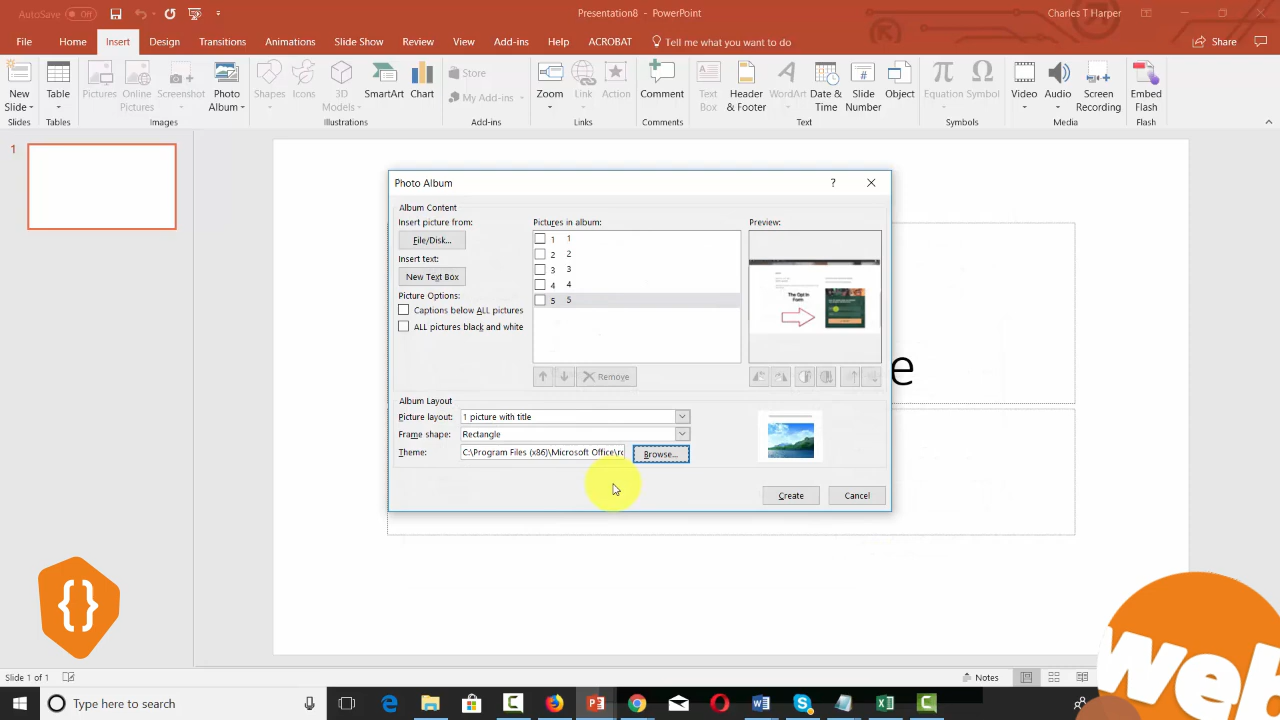 AutoSave Off Presentation8 - PowerPoint Charles T Harper
File Home Insert Design Transitions Animations Slide Show Review View Add-ins Help ACROBAT Tell me what you want to do Share
New Slide Table Pictures Online Pictures Screenshot Photo Album Shapes Icons 3D Models SmartArt Chart Store My Add-ins Zoom Link Action Comment Text Box Header & Footer WordArt Date & Time Slide Number Object Equation Symbol Video Audio Screen Recording Embed Flash
Slides Tables Images Illustrations Add-ins Links Comments Text Symbols Media Flash
1
Photo Album ?
Album Content
Insert picture from: Pictures in album: Preview:
File/Disk... 1 1
Insert text: 2 2
New Text Box 3 3
Picture Options: 4 4
Captions below ALL pictures 5 5
ALL pictures black and white
The Opt In
Form
Remove
e
Album Layout
Picture layout: 1 picture with title
Frame shape: Rectangle
Theme: C:\Program Files (x86)\Microsoft Office\ro Browse...
Create Cancel
{}
Web
Slide 1 of 1 Notes
Type here to search